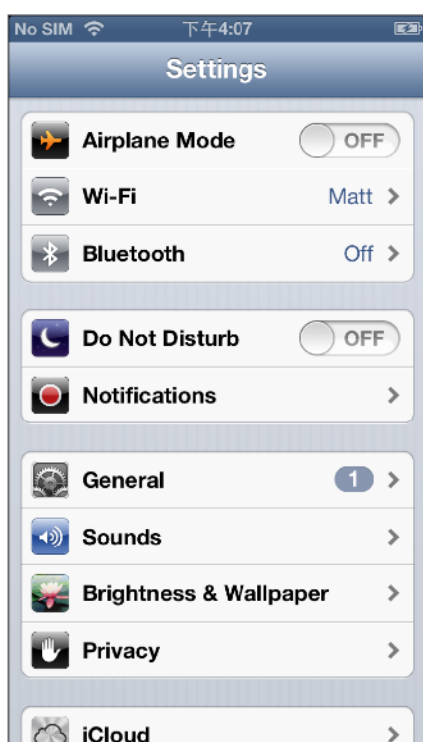 No SIM 下午4:07
Settings
Airplane Mode OFF
Wi-Fi Matt
Bluetooth Off
Do Not Disturb OFF
Notifications
General 1
Sounds
Brightness & Wallpaper
Privacy
iCloud